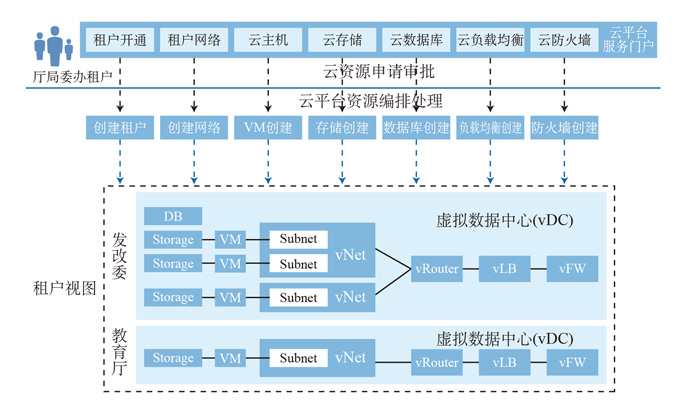 租户开通 租户网络 云主机 云存储 云数据库 云负载均衡 云防火墙 云平台
服务门户
厅局委办租户
云资源申请审批
云平台资源编排处理
创建租户 创建网络 VM创建 存储创建 数据库创建 负载均衡创建 防火墙创建
租户视图
发改委
虚拟数据中心(vDC)
DB
Storage VM Subnet
Storage VM Subnet
vNet
Storage VM Subnet vNet
vRouter vLB vFW
教育厅
虚拟数据中心(vDC)
Storage VM Subnet vNet
vRouter vLB vFW